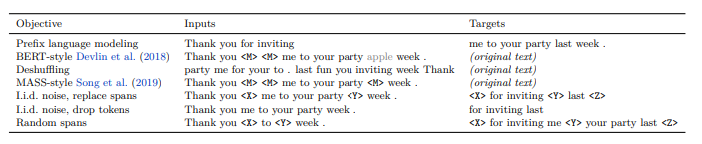 Objective Inputs Targets
Prefix language modeling Thank you for inviting me to your party last week .
BERT-style Devlin et al. (2018) Thank you <M> <M> me to your party apple week . (original text)
Deshuffling party me for your to . last fun you inviting week Thank (original text)
MASS-style Song et al. (2019) Thank you <M> <M> me to your party <M> week . (original text)
I.i.d. noise, replace spans Thank you <X> me to your party <Y> week . <X> for inviting <Y> last <Z>
I.i.d. noise, drop tokens Thank you me to your party week . for inviting last
Random spans Thank you <X> to <Y> week . <X> for inviting me <Y> your party last <Z>